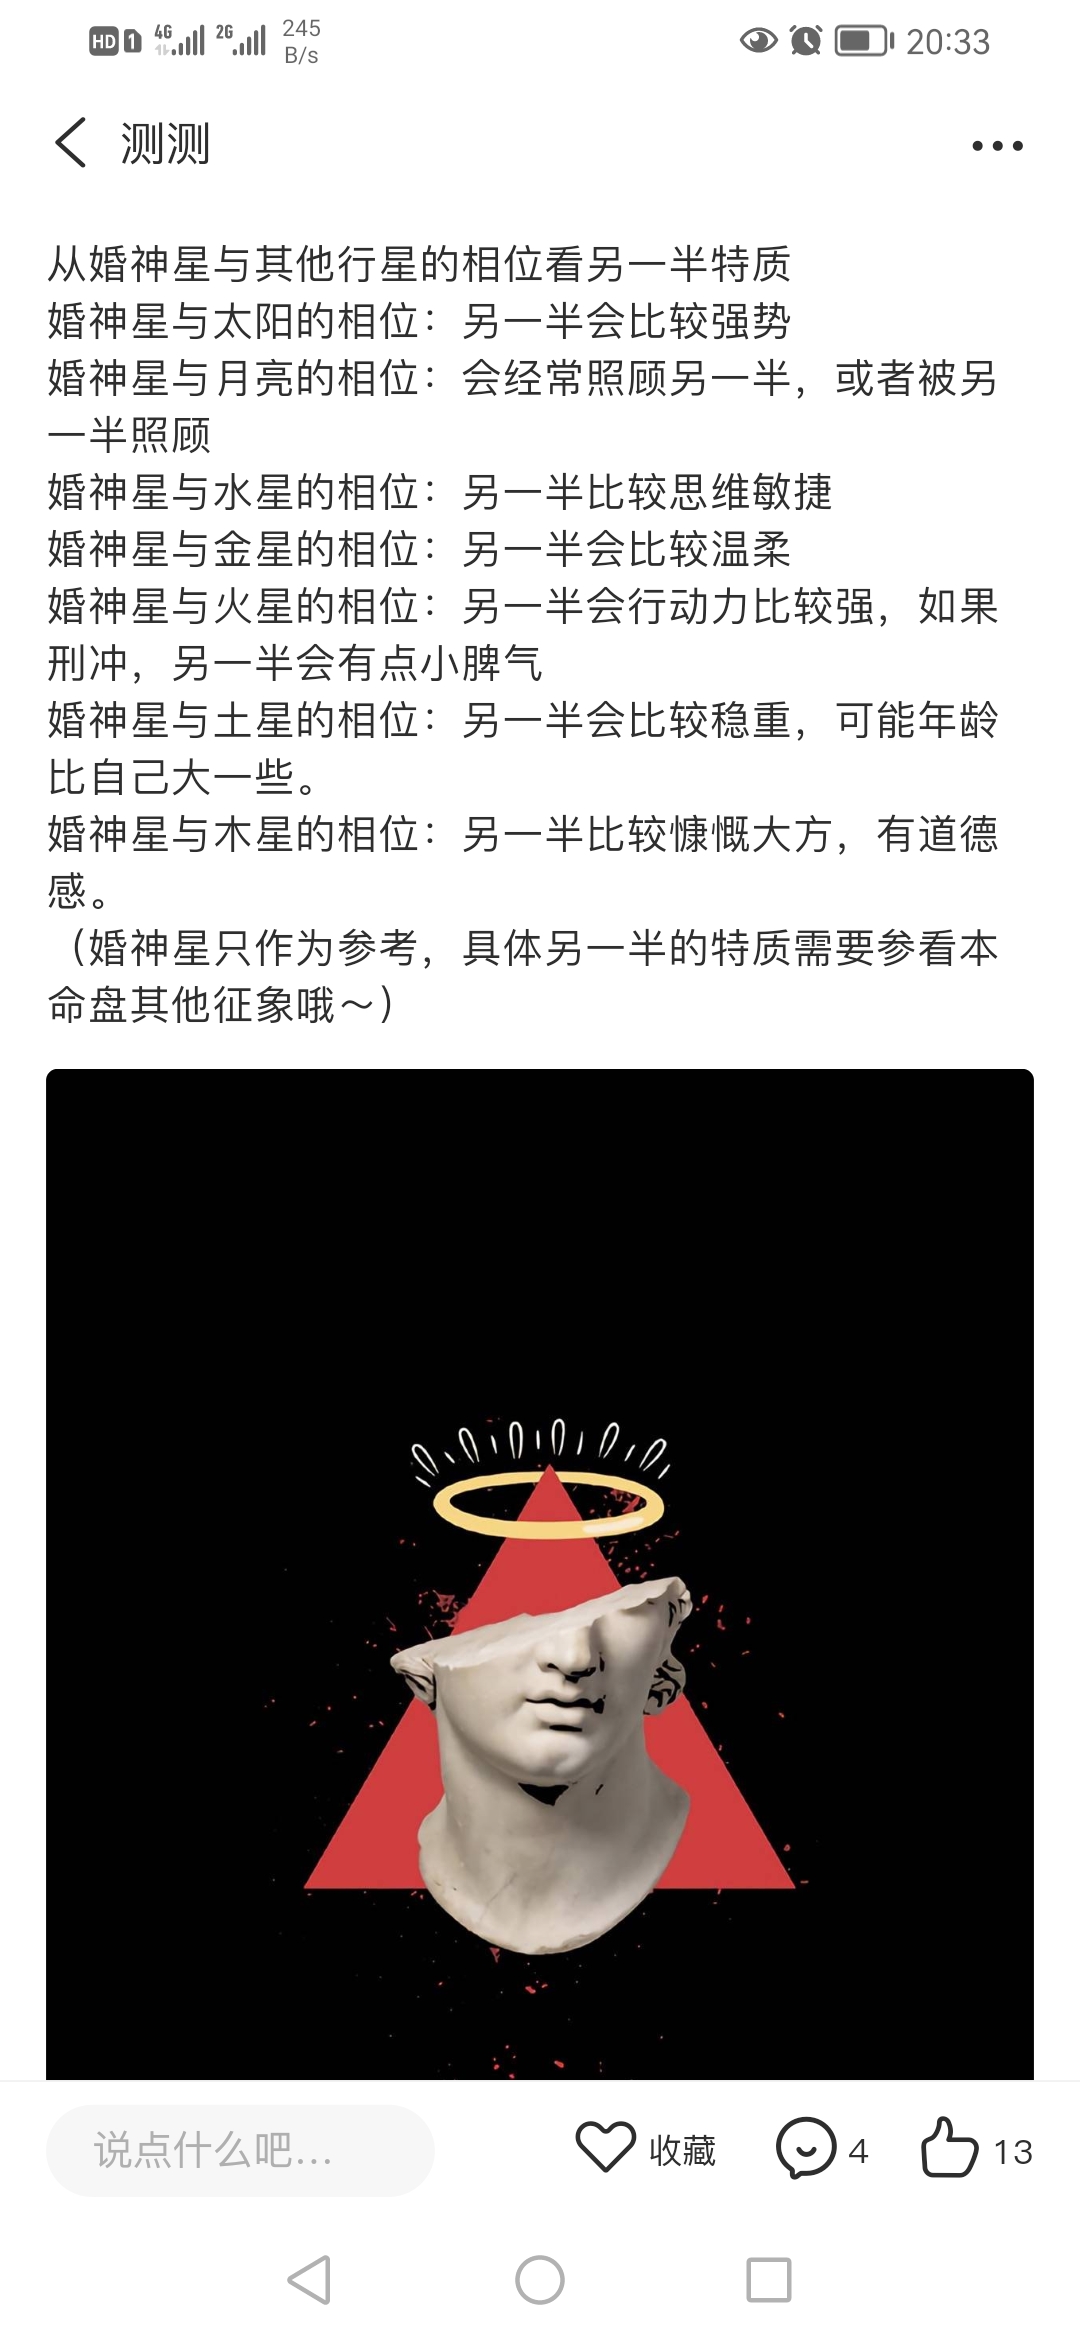 HD 1 4G 2G 245 B/s 20:33
测测
从婚神星与其他行星的相位看另一半特质
婚神星与太阳的相位：另一半会比较强势
婚神星与月亮的相位：会经常照顾另一半，或者被另
一半照顾
婚神星与水星的相位：另一半比较思维敏捷
婚神星与金星的相位：另一半会比较温柔
婚神星与火星的相位：另一半会行动力比较强，如果
刑冲，另一半会有点小脾气
婚神星与土星的相位：另一半会比较稳重，可能年龄
比自己大一些。
婚神星与木星的相位：另一半比较慷慨大方，有道德
感。
（婚神星只作为参考，具体另一半的特质需要参看本
命盘其他征象哦～）
说点什么吧... 收藏 4 13